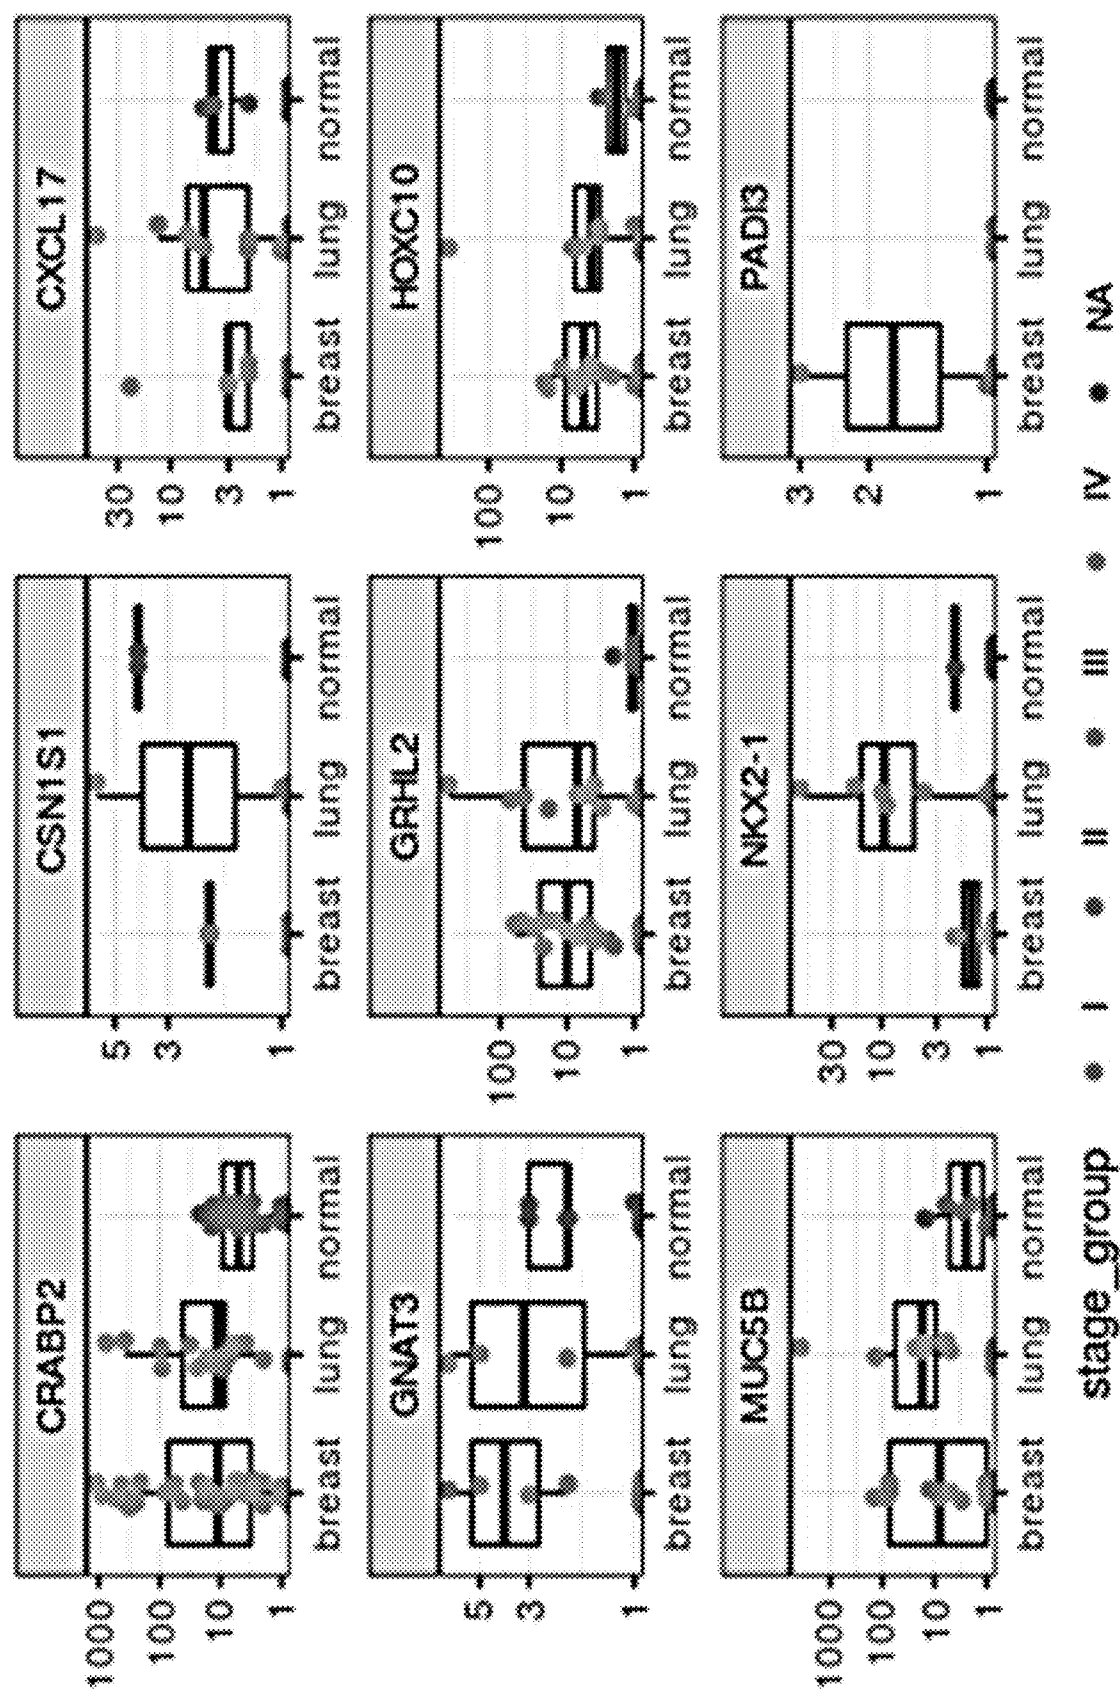 CRABP2
1000
100
10
1
breast lung normal
CSN1S1
5
3
1
breast lung normal
CXCL17
30
10
3
1
breast lung normal
GNAT3
5
3
1
breast lung normal
GRHL2
100
10
1
breast lung normal
HOXC10
100
10
1
breast lung normal
MUC5B
1000
100
10
1
breast lung normal
NKX2-1
30
10
3
1
breast lung normal
PADI3
3
2
1
breast lung normal
stage_group I II III IV NA